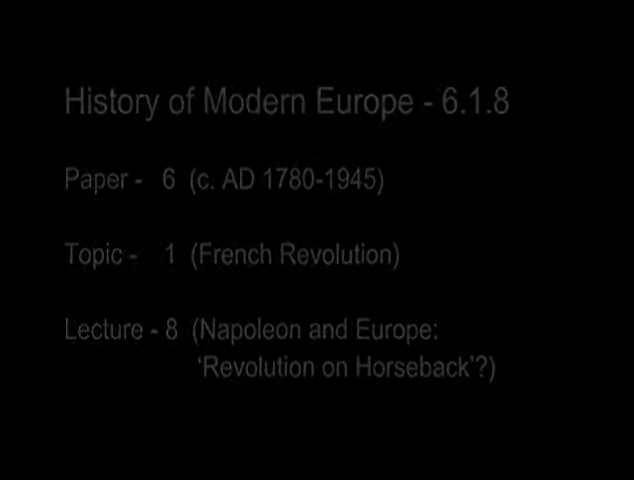 History of Modern Europe - 6.1.8
Paper - 6 (c. AD 1780-1945)
Topic - 1 (French Revolution)
Lecture - 8 (Napoleon and Europe:
‘Revolution on Horseback’?)